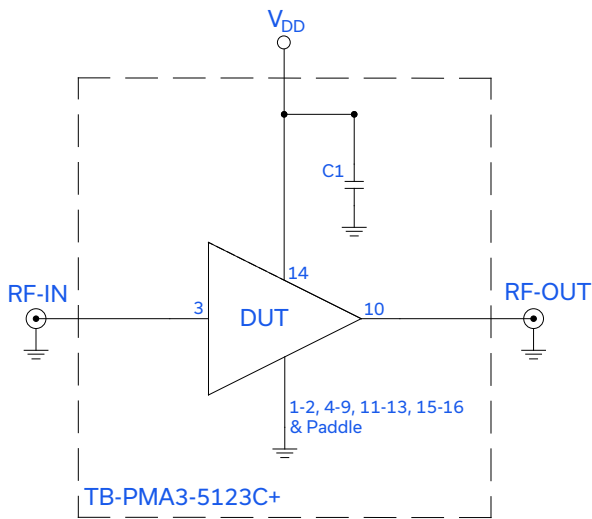 VDD
C1
14
RF-IN
3
DUT
10
RF-OUT
1-2, 4-9, 11-13, 15-16
& Paddle
TB-PMA3-5123C+